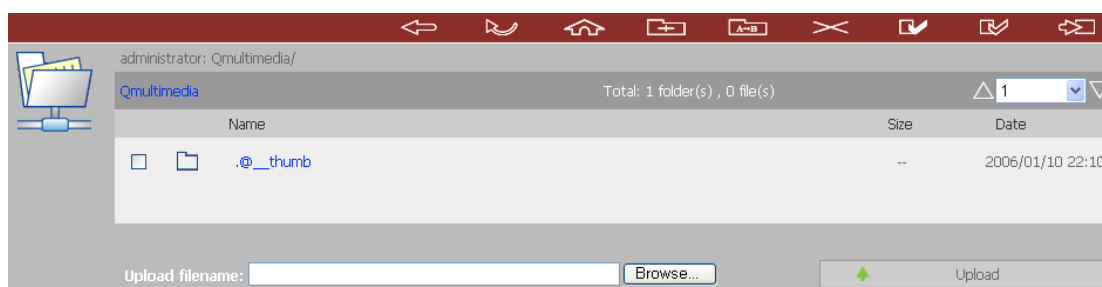 A→B
administrator: Qmultimedia/
Qmultimedia Total: 1 folder(s) , 0 file(s) 1
Name Size Date
.@__thumb -- 2006/01/10 22:10
Upload filename: Browse... Upload